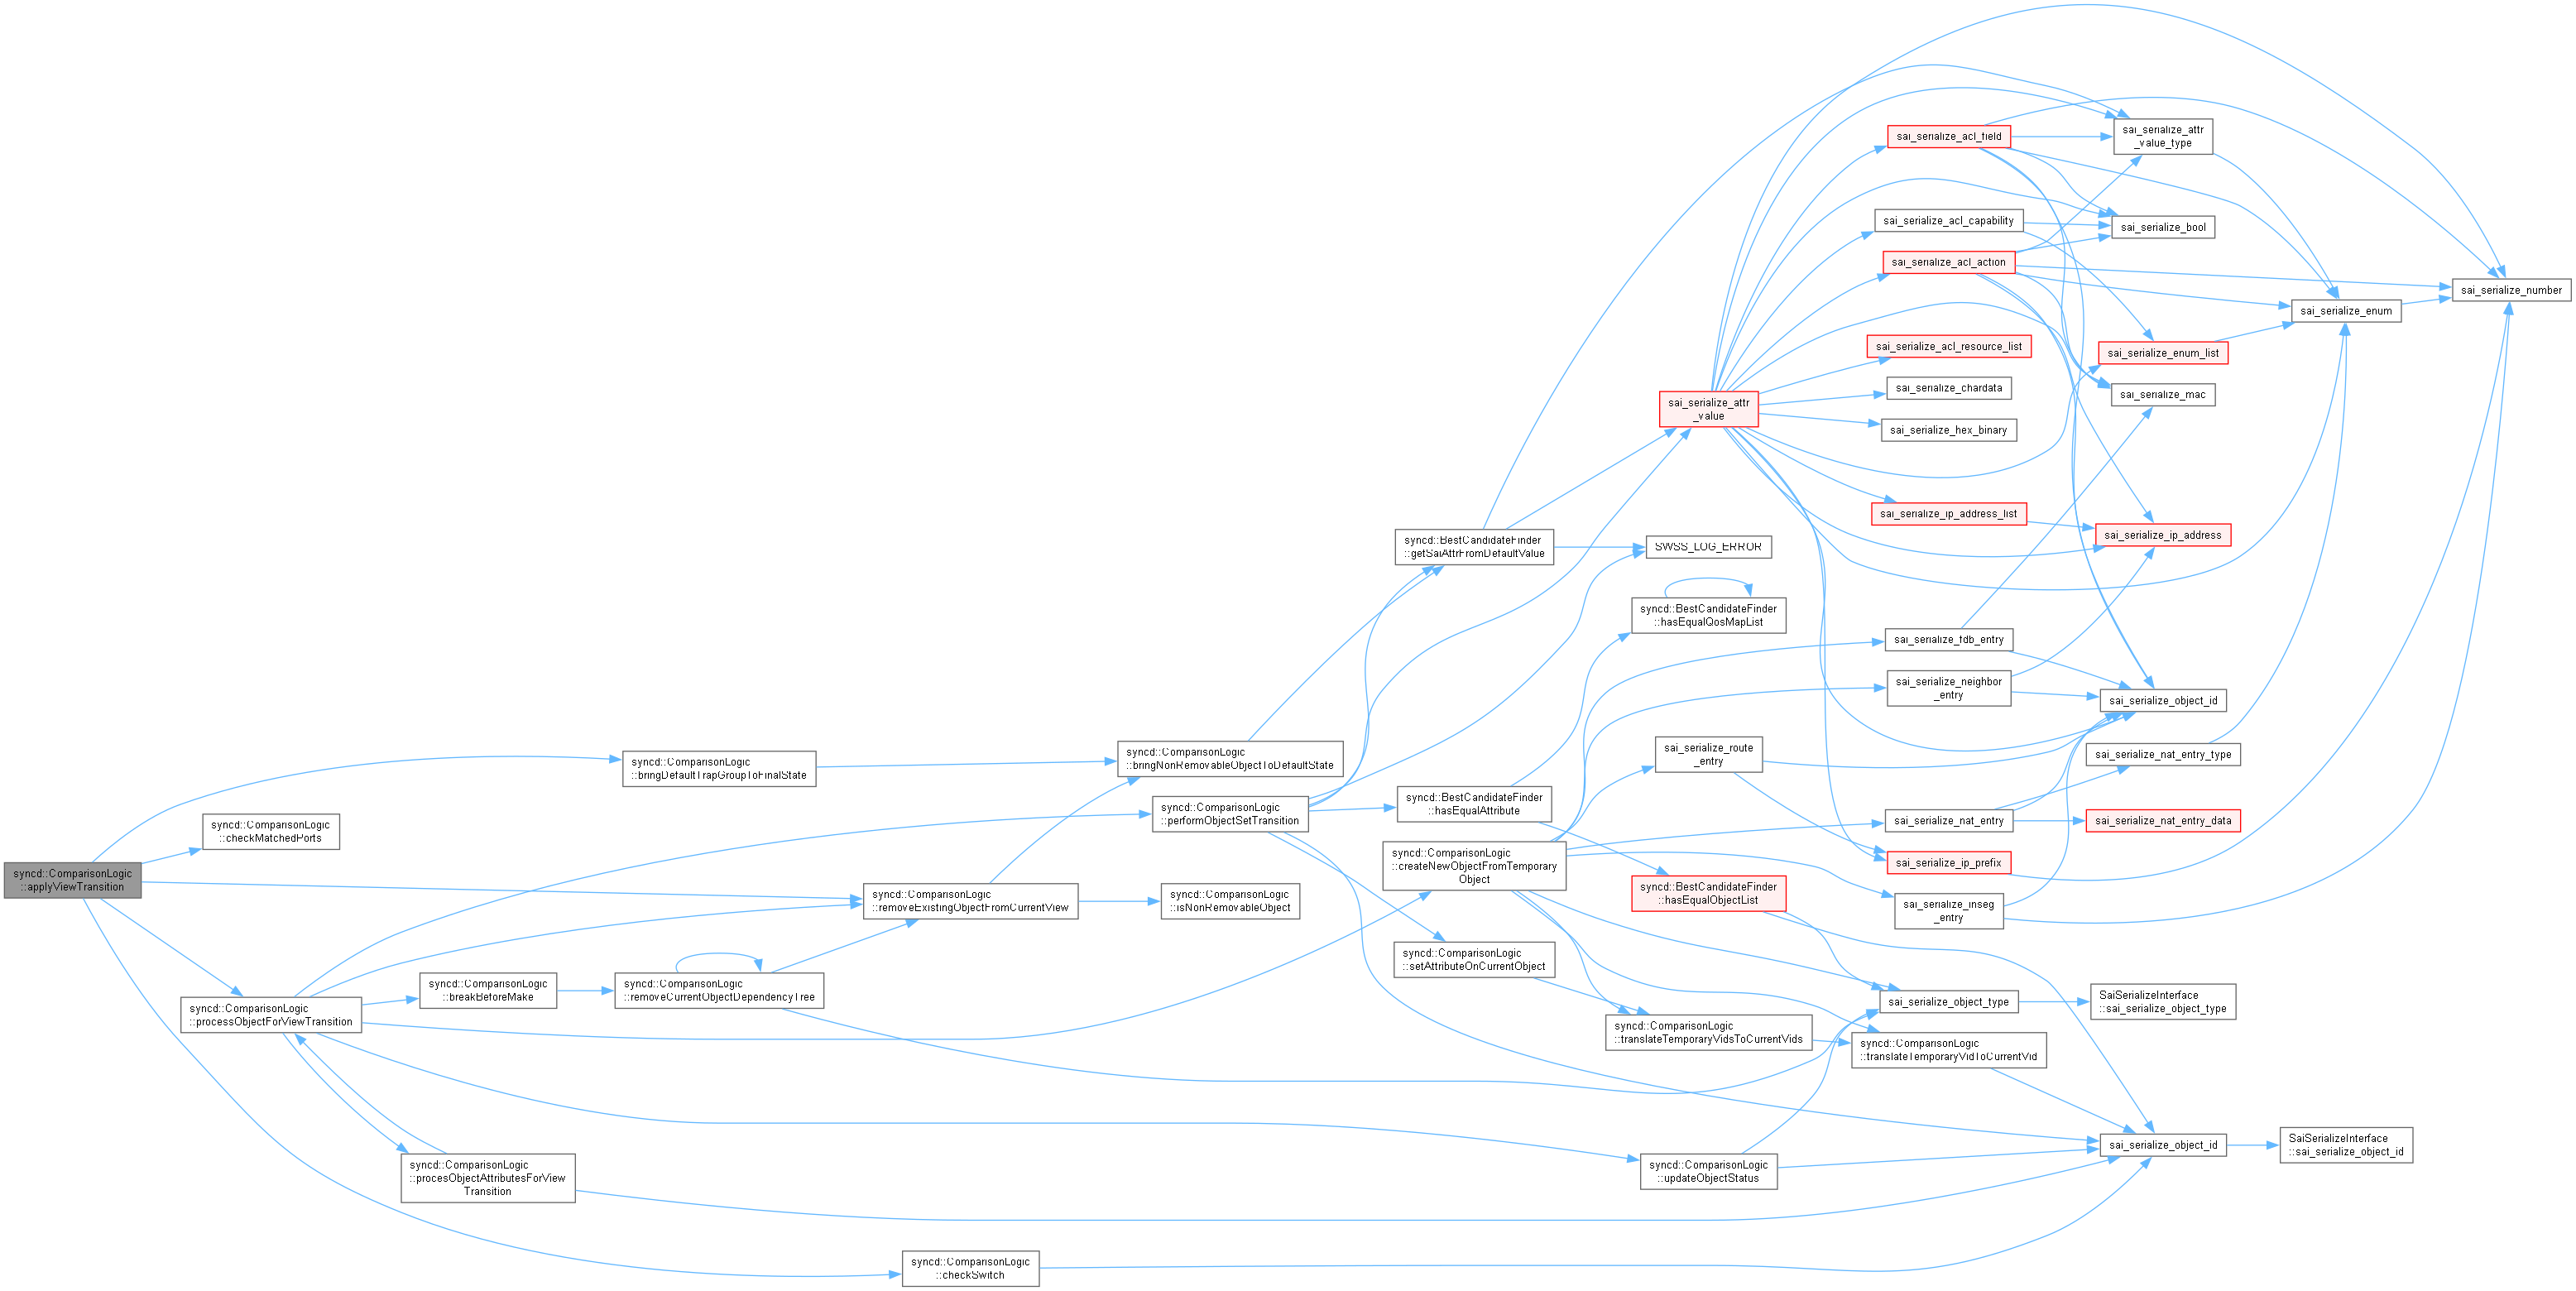 syncd::ComparisonLogic
::applyViewTransition
syncd::ComparisonLogic
::bringDefaultTrapGroupToFinalState
syncd::ComparisonLogic
::checkMatchedPorts
syncd::ComparisonLogic
::processObjectForViewTransition
syncd::ComparisonLogic
::breakBeforeMake
syncd::ComparisonLogic
::removeCurrentObjectDependencyTree
syncd::ComparisonLogic
::procesObjectAttributesForView
Transition
syncd::ComparisonLogic
::removeExistingObjectFromCurrentView
syncd::ComparisonLogic
::checkSwitch
syncd::ComparisonLogic
::bringNonRemovableObjectToDefaultState
syncd::ComparisonLogic
::performObjectSetTransition
syncd::ComparisonLogic
::isNonRemovableObject
syncd::BestCandidateFinder
::getSaiAttrFromDefaultValue
syncd::BestCandidateFinder
::hasEqualAttribute
syncd::ComparisonLogic
::createNewObjectFromTemporary
Object
syncd::ComparisonLogic
::setAttributeOnCurrentObject
sai_serialize_attr
_value
SWSS_LOG_ERROR
syncd::BestCandidateFinder
::hasEqualQosMapList
sai_serialize_route
_entry
syncd::BestCandidateFinder
::hasEqualObjectList
syncd::ComparisonLogic
::translateTemporaryVidsToCurrentVids
syncd::ComparisonLogic
::updateObjectStatus
sai_serialize_acl_field
sai_serialize_acl_capability
sai_serialize_acl_action
sai_serialize_acl_resource_list
sai_serialize_chardata
sai_serialize_hex_binary
sai_serialize_ip_address_list
sai_serialize_fdb_entry
sai_serialize_neighbor
_entry
sai_serialize_nat_entry
sai_serialize_ip_prefix
sai_serialize_inseg
_entry
sai_serialize_object_type
syncd::ComparisonLogic
::translateTemporaryVidToCurrentVid
sai_serialize_attr
_value_type
sai_serialize_bool
sai_serialize_enum_list
sai_serialize_mac
sai_serialize_ip_address
sai_serialize_object_id
sai_serialize_nat_entry_type
sai_serialize_nat_entry_data
SaiSerializeInterface
::sai_serialize_object_type
sai_serialize_object_id
sai_serialize_enum
SaiSerializeInterface
::sai_serialize_object_id
sai_serialize_number